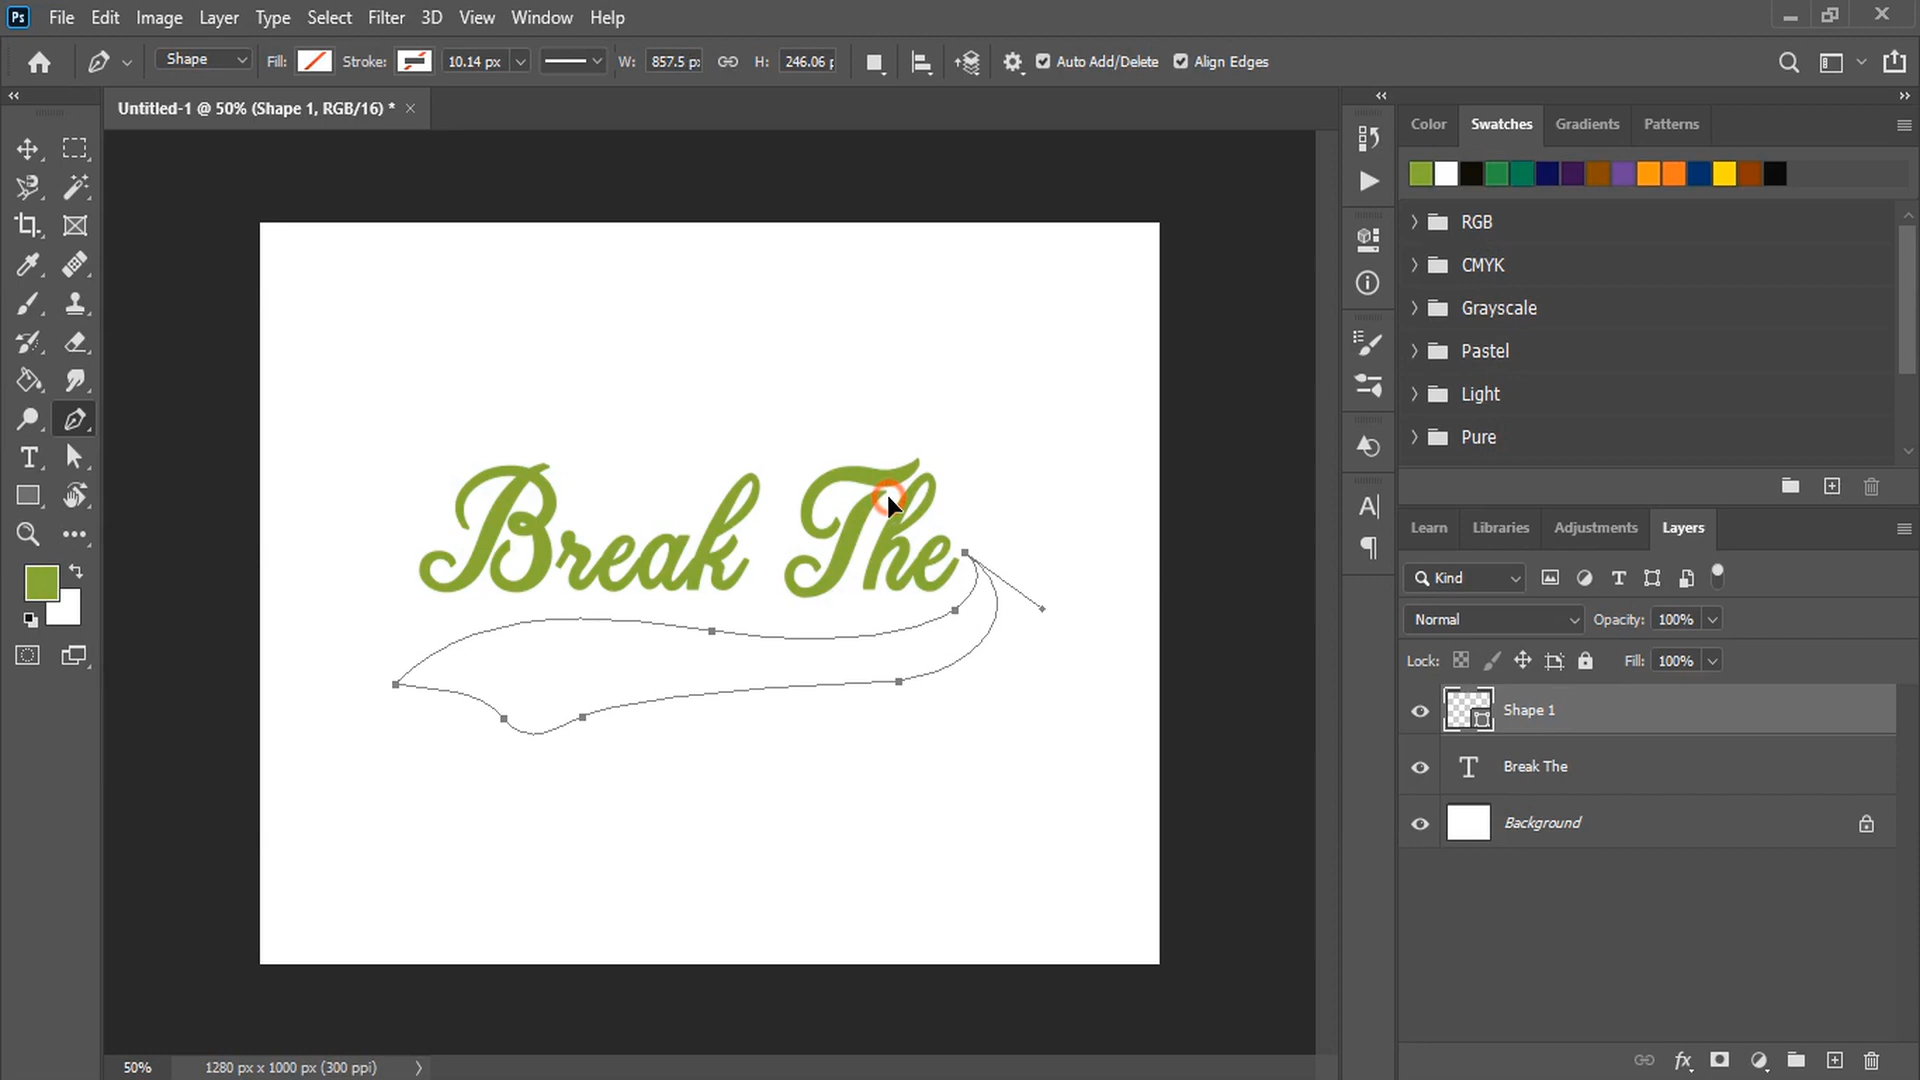 Ps File Edit Image Layer Type Select Filter 3D View Window Help
Shape Fill: Stroke: 10.14 px W: 857.5 p: H: 246.06 Auto Add/Delete Align Edges
Untitled-1 @ 50% (Shape 1, RGB/16) *
Color Swatches Gradients Patterns
RGB
CMYK
Grayscale
Pastel
Light
Pure
Break The
Learn Libraries Adjustments Layers
Kind
Normal Opacity: 100%
Lock: Fill: 100%
Shape 1
Break The
Background
50% 1280 px x 1000 px (300 ppi)